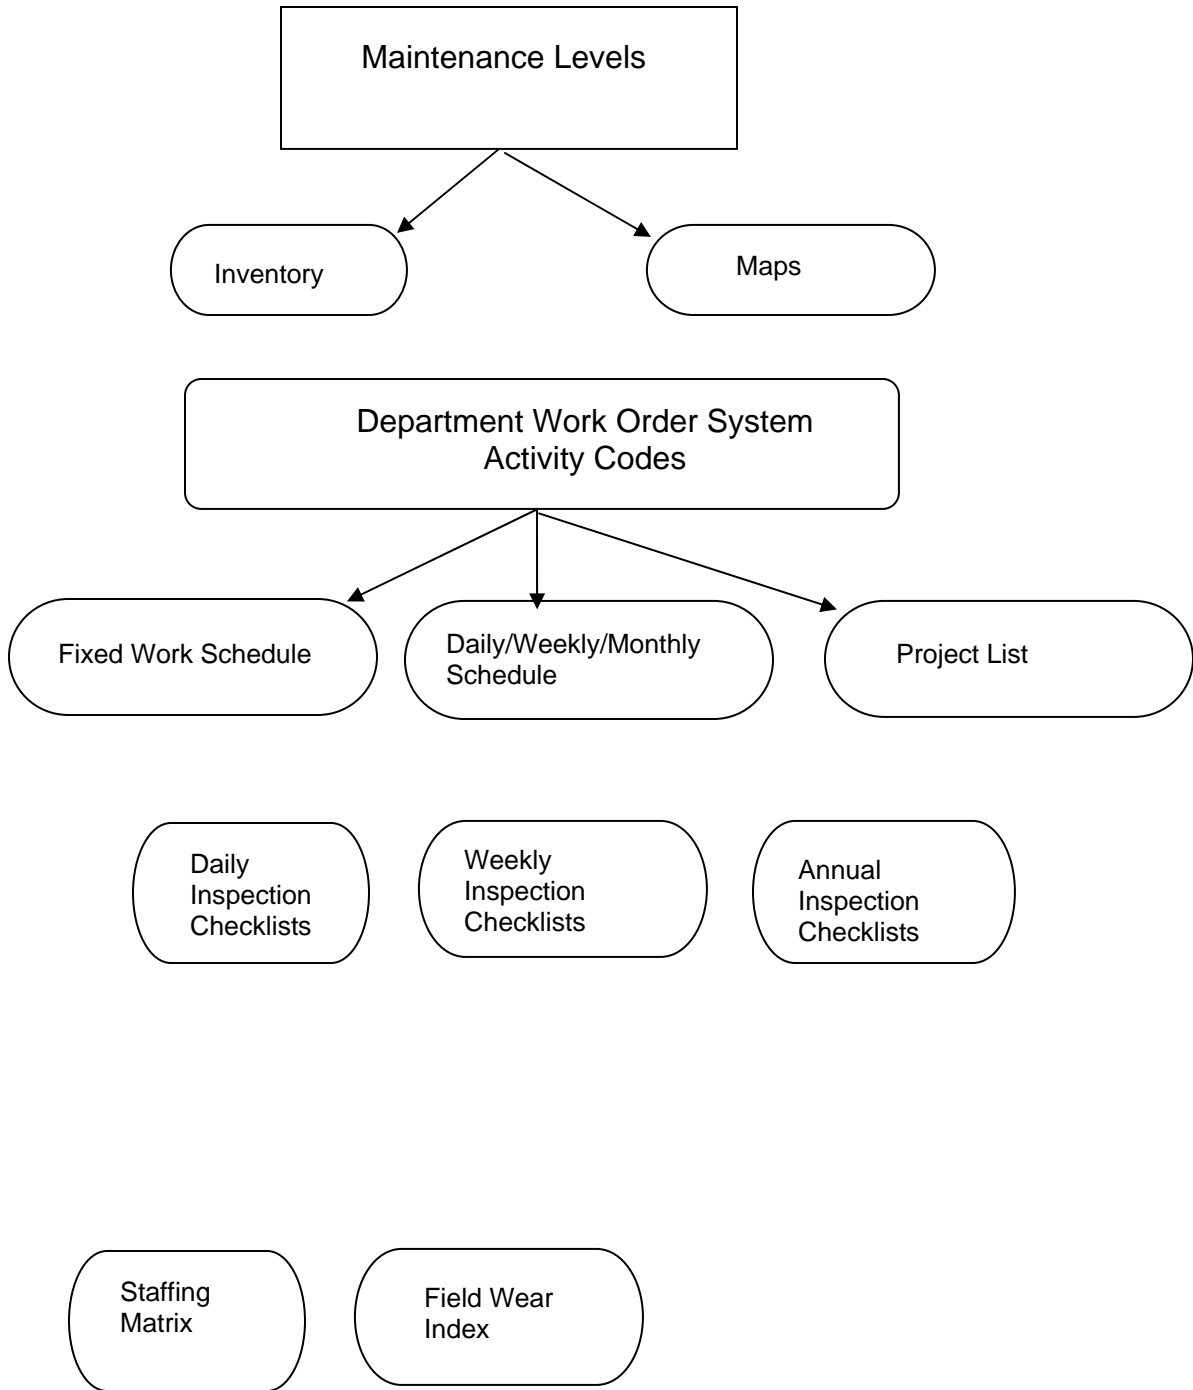 Maintenance Levels
Inventory
Maps
Department Work Order System
Activity Codes
Fixed Work Schedule
Daily/Weekly/Monthly
Schedule
Project List
Daily
Inspection
Checklists
Weekly
Inspection
Checklists
Annual
Inspection
Checklists
Staffing
Matrix
Field Wear
Index